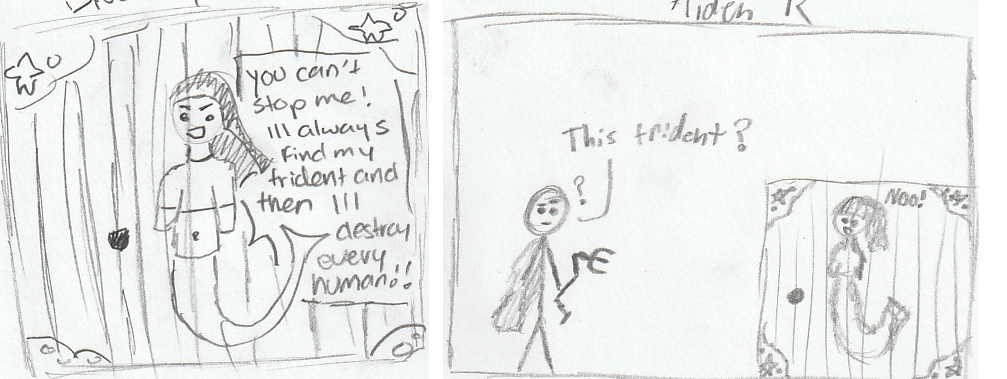 Aiden R
you can't
stop me!
Ill always
find my
trident and
then Ill
destroy
every
human!!
This trident?
?
Noo!